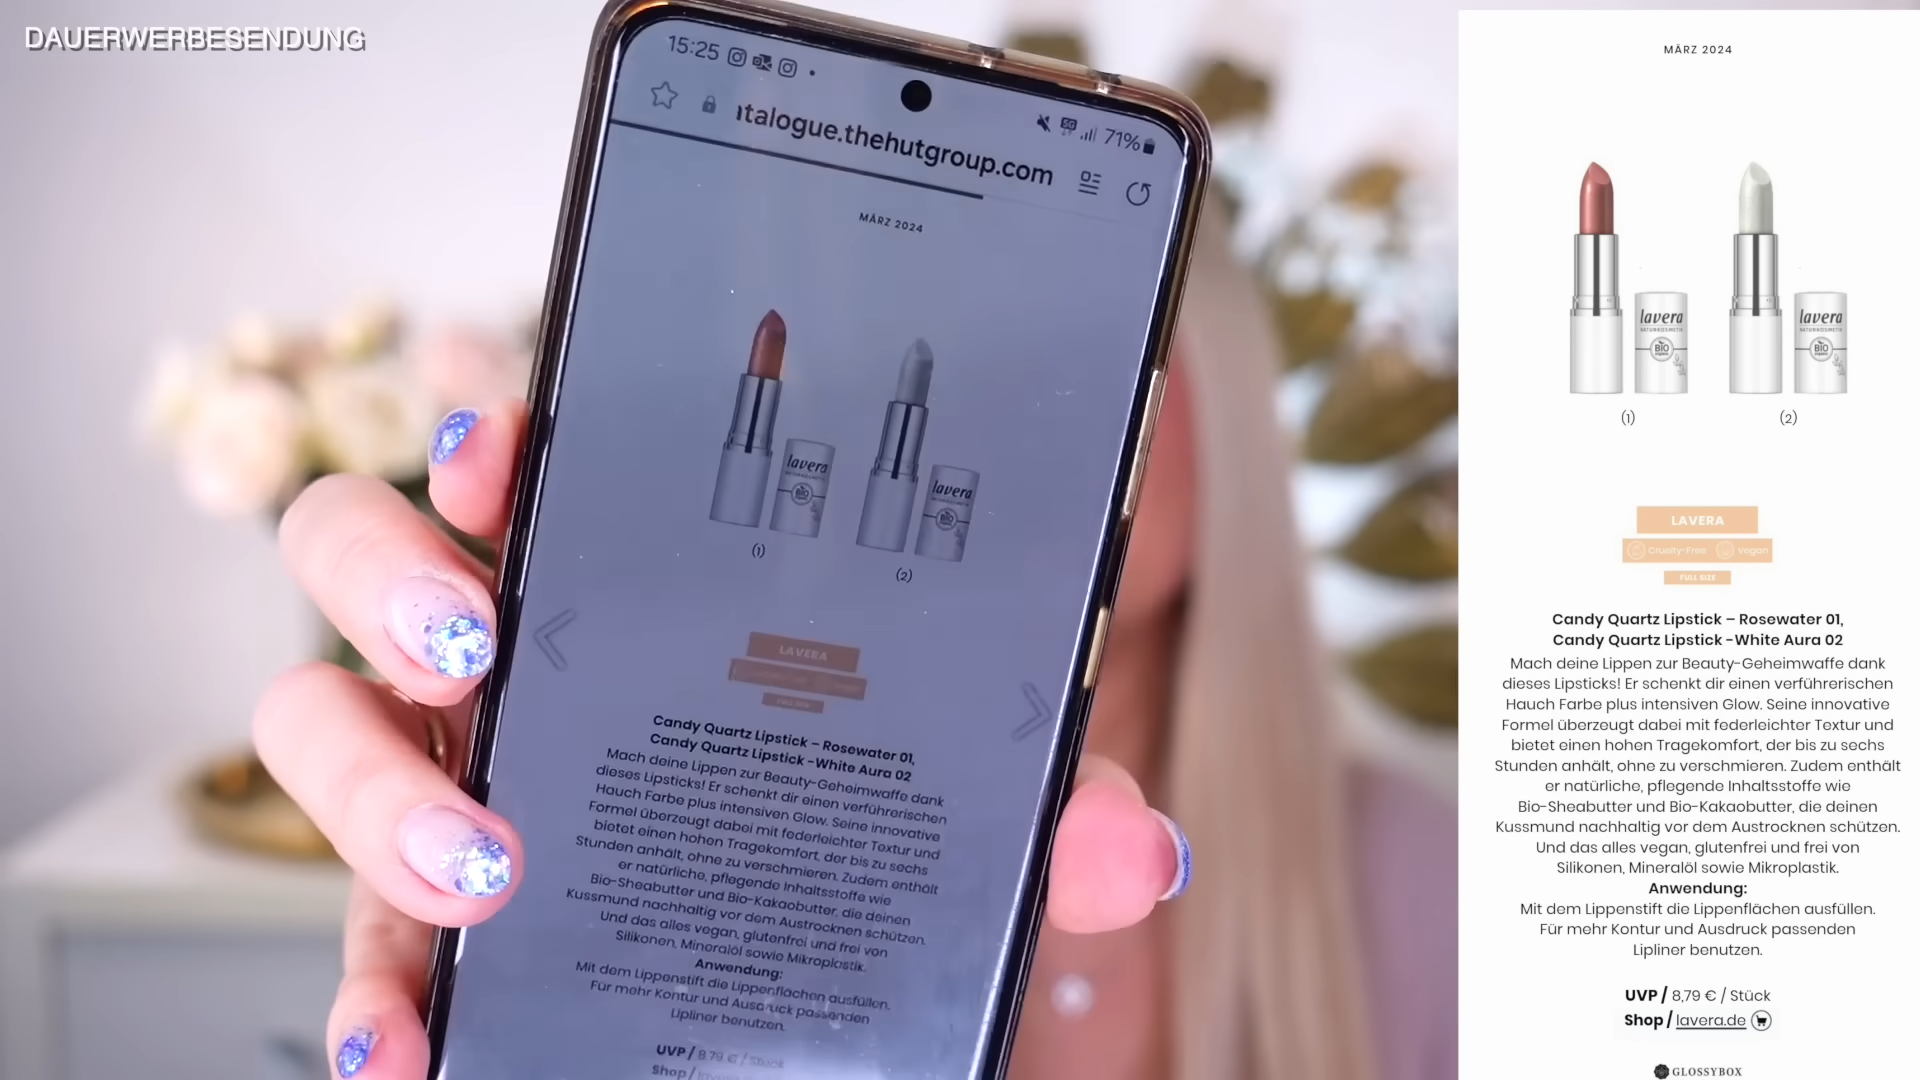 DAUERWERBESENDUNG
15:25
71%
atalogue.thehutgroup.com
MÄRZ 2024
lavera
BIO
lavera
BIO
(1)
(2)
LAVERA
Candy Quartz Lipstick – Rosewater 01,
Candy Quartz Lipstick -White Aura 02
Mach deine Lippen zur Beauty-Geheimwaffe dank
dieses Lipsticks! Er schenkt dir einen verführerischen
Hauch Farbe plus intensiven Glow. Seine innovative
Formel überzeugt dabei mit federleichter Textur und
bietet einen hohen Tragekomfort, der bis zu sechs
Stunden anhält, ohne zu verschmieren. Zudem enthält
er natürliche, pflegende Inhaltsstoffe wie
Bio-Sheabutter und Bio-Kakaobutter, die deinen
Kussmund nachhaltig vor dem Austrocknen schützen.
Und das alles vegan, glutenfrei und frei von
Silikonen, Mineralöl sowie Mikroplastik.
Anwendung:
Mit dem Lippenstift die Lippenflächen ausfüllen.
Für mehr Kontur und Ausdruck passenden
Lipliner benutzen.
UVP / 8,79 € / Stück
Shop /
MÄRZ 2024
lavera
NATURKOSMETIK
BIO
lavera
NATURKOSMETIK
BIO
(1)
(2)
LAVERA
Cruelty-Free Vegan
FULL SIZE
Candy Quartz Lipstick – Rosewater 01,
Candy Quartz Lipstick -White Aura 02
Mach deine Lippen zur Beauty-Geheimwaffe dank
dieses Lipsticks! Er schenkt dir einen verführerischen
Hauch Farbe plus intensiven Glow. Seine innovative
Formel überzeugt dabei mit federleichter Textur und
bietet einen hohen Tragekomfort, der bis zu sechs
Stunden anhält, ohne zu verschmieren. Zudem enthält
er natürliche, pflegende Inhaltsstoffe wie
Bio-Sheabutter und Bio-Kakaobutter, die deinen
Kussmund nachhaltig vor dem Austrocknen schützen.
Und das alles vegan, glutenfrei und frei von
Silikonen, Mineralöl sowie Mikroplastik.
Anwendung:
Mit dem Lippenstift die Lippenflächen ausfüllen.
Für mehr Kontur und Ausdruck passenden
Lipliner benutzen.
UVP / 8,79 € / Stück
Shop / lavera.de
GLOSSYBOX